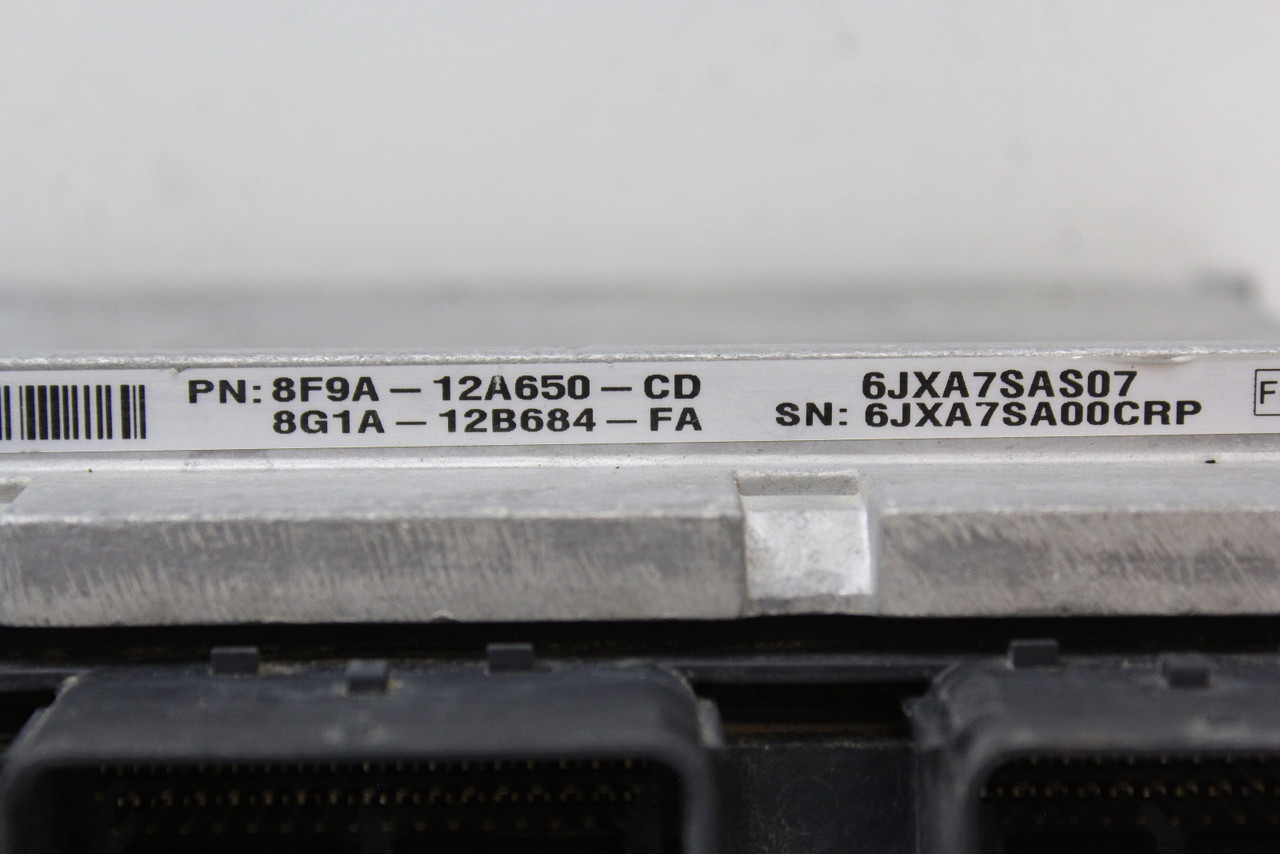 PN: 8F9A – 12A650 – CD
8G1A – 12B684 – FA
6JXA7SAS07
SN: 6JXA7SA00CRP
F